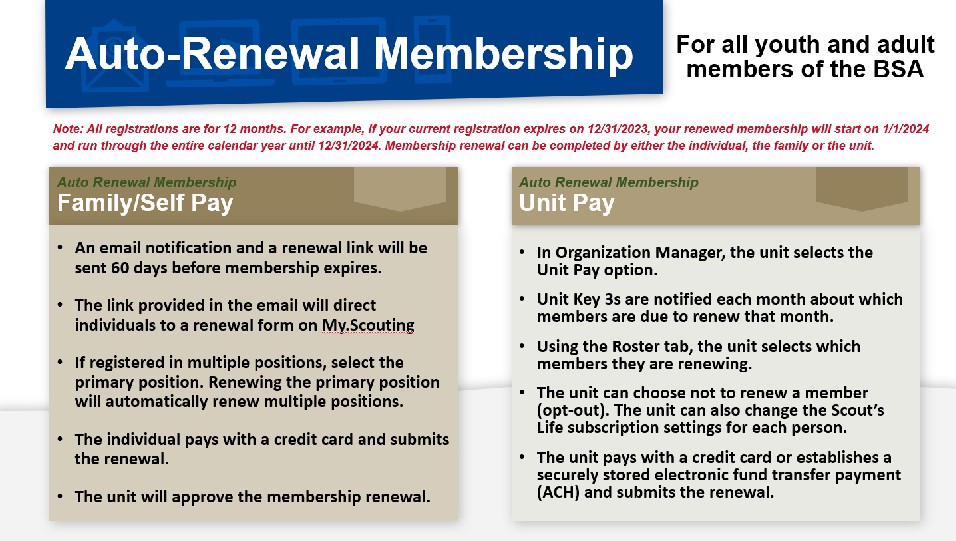 Auto-Renewal Membership
For all youth and adult
members of the BSA
Note: All registrations are for 12 months. For example, if your current registration expires on 12/31/2023, your renewed membership will start on 1/1/2024
and run through the entire calendar year until 12/31/2024. Membership renewal can be completed by either the individual, the family or the unit.
Auto Renewal Membership
Family/Self Pay
• An email notification and a renewal link will be
sent 60 days before membership expires.
• The link provided in the email will direct
individuals to a renewal form on My.Scouting
• If registered in multiple positions, select the
primary position. Renewing the primary position
will automatically renew multiple positions.
• The individual pays with a credit card and submits
the renewal.
• The unit will approve the membership renewal.
Auto Renewal Membership
Unit Pay
• In Organization Manager, the unit selects the
Unit Pay option.
• Unit Key 3s are notified each month about which
members are due to renew that month.
• Using the Roster tab, the unit selects which
members they are renewing.
• The unit can choose not to renew a member
(opt-out). The unit can also change the Scout's
Life subscription settings for each person.
• The unit pays with a credit card or establishes a
securely stored electronic fund transfer payment
(ACH) and submits the renewal.